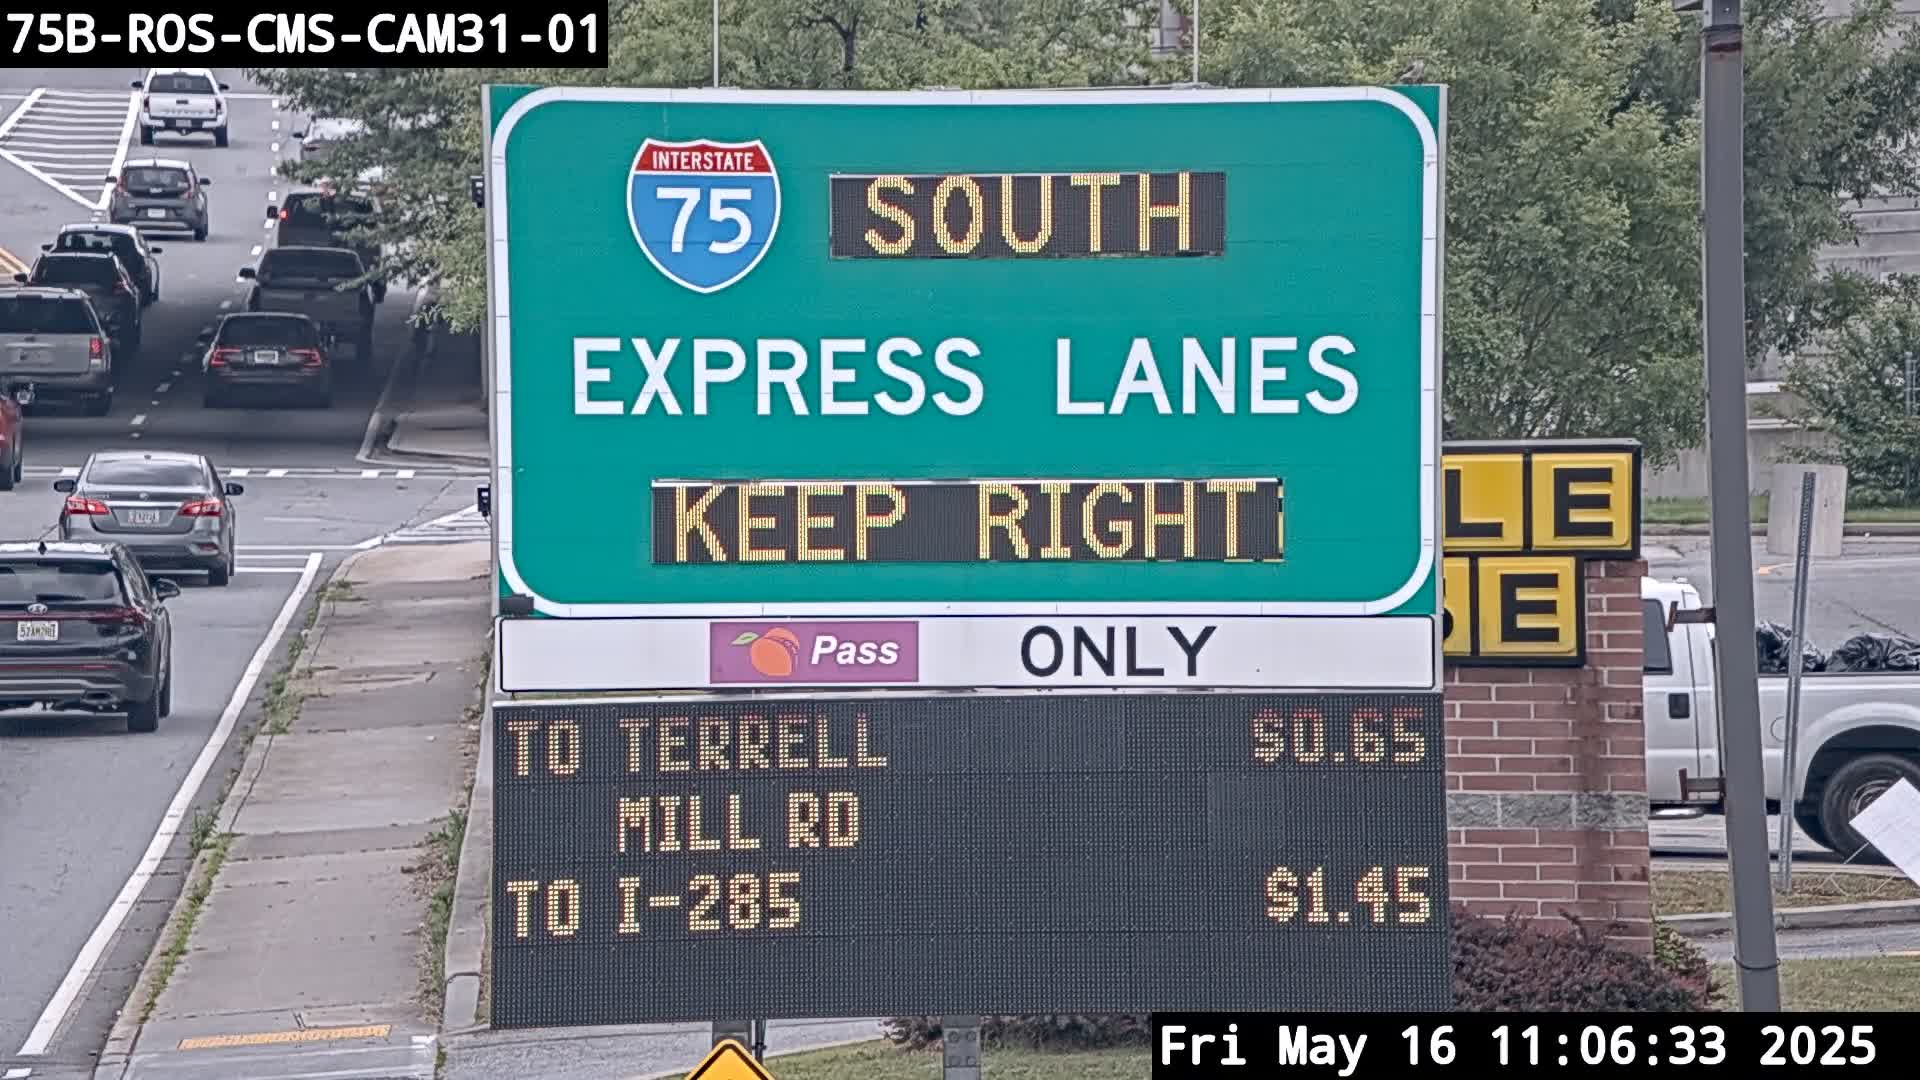 75B-ROS-CMS-CAM31-01
INTERSTATE
75
SOUTH
EXPRESS LANES
KEEP RIGHT
Pass ONLY
TO TERRELL $0.65
MILL RD
TO I-285 $1.45
LE
E
Fri May 16 11:06:33 2025